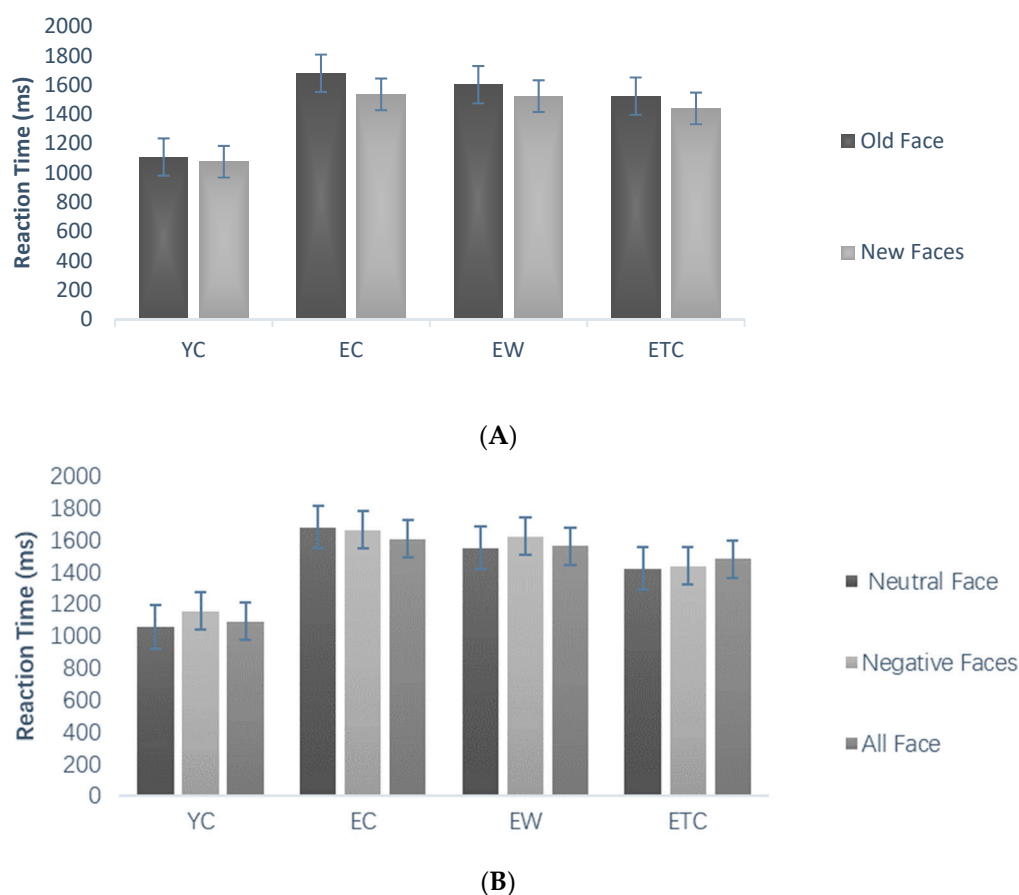 2000
1800
1600
1400
1200
1000
800
600
400
200
0
Reaction Time (ms)
YC EC EW ETC
Old Face
New Faces
(A)
2000
1800
1600
1400
1200
1000
800
600
400
200
0
Reaction Time (ms)
YC EC EW ETC
Neutral Face
Negative Faces
All Face
(B)